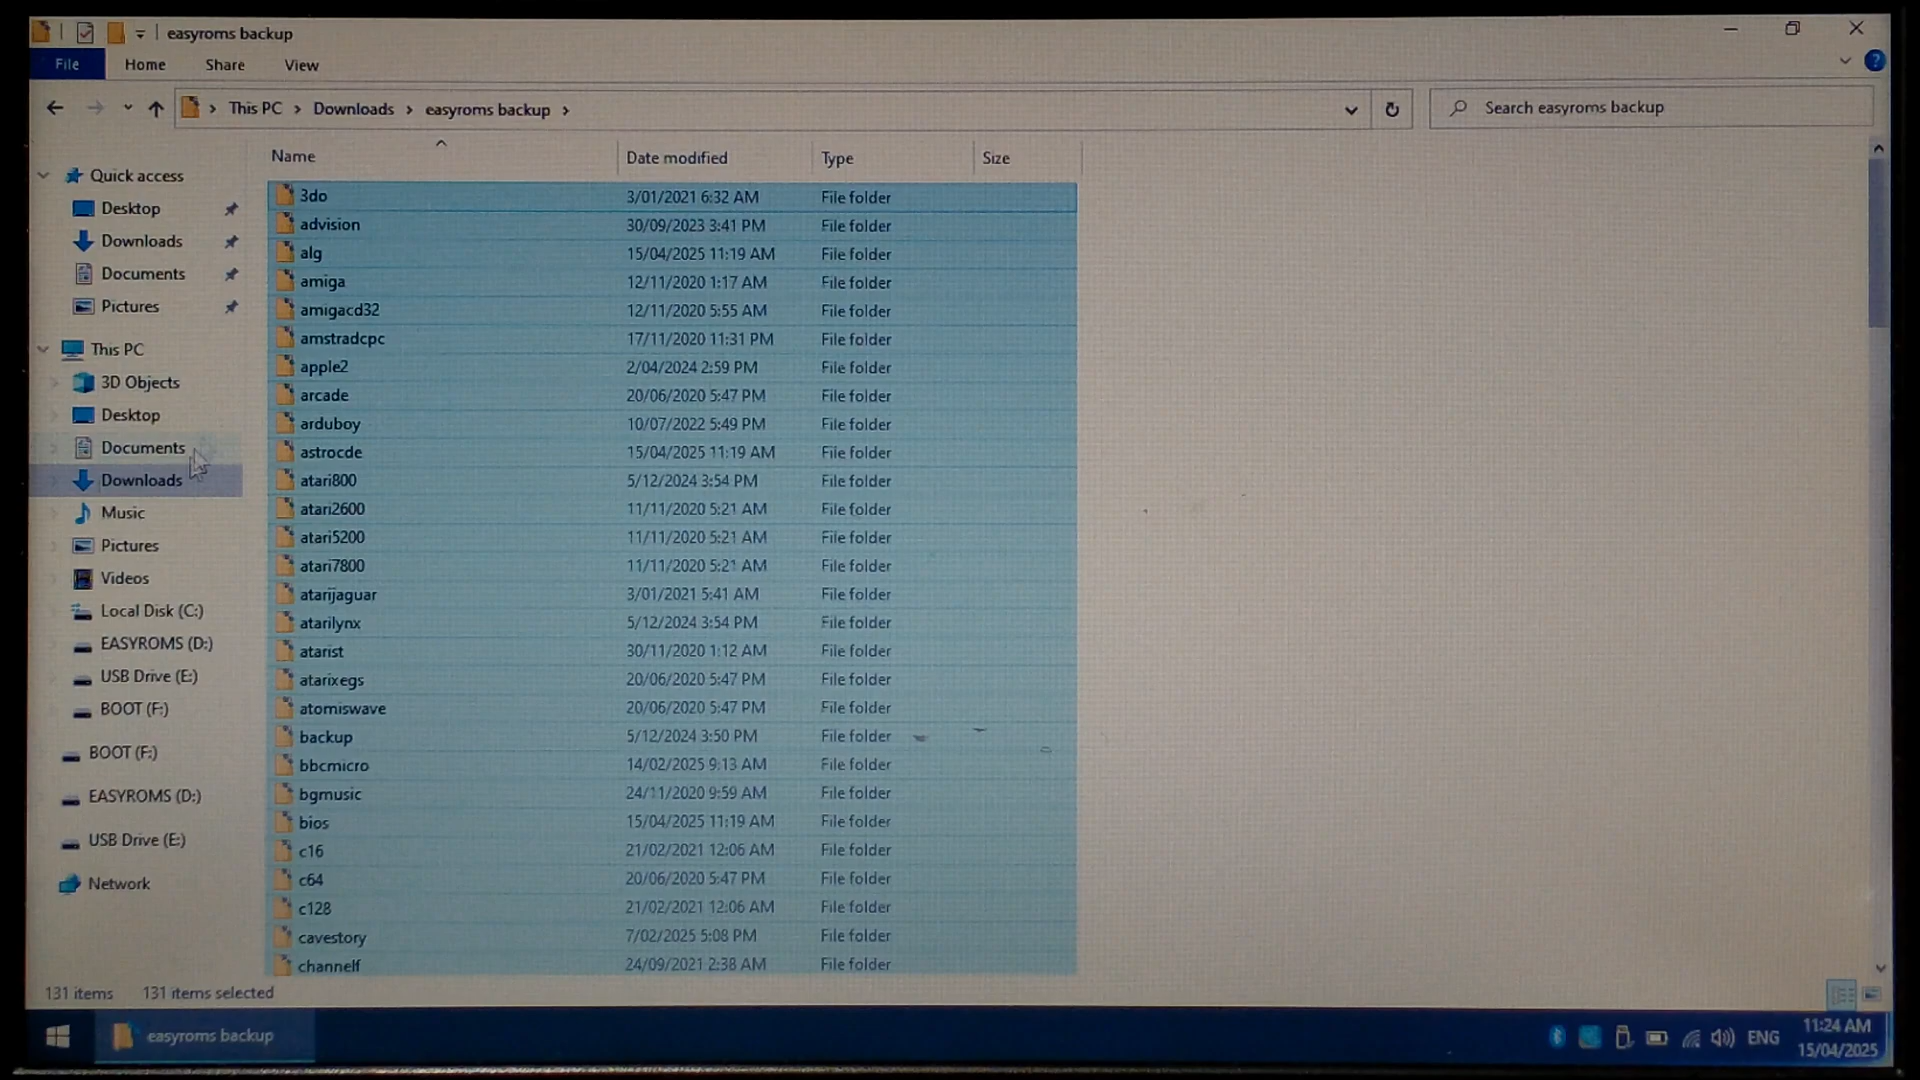 easyroms backup
File Home Share View
This PC > Downloads > easyroms backup >
Search easyroms backup
Name Date modified Type Size
Quick access
Desktop
Downloads
Documents
Pictures
This PC
3D Objects
Desktop
Documents
Downloads
Music
Pictures
Videos
Local Disk (C:)
EASYROMS (D:)
USB Drive (E:)
BOOT (F:)
BOOT (F:)
EASYROMS (D:)
USB Drive (E:)
Network
3do 3/01/2021 6:32 AM File folder
advision 30/09/2023 3:41 PM File folder
alg 15/04/2025 11:19 AM File folder
amiga 12/11/2020 1:17 AM File folder
amigacd32 12/11/2020 5:55 AM File folder
amstradcpc 17/11/2020 11:31 PM File folder
apple2 2/04/2024 2:59 PM File folder
arcade 20/06/2020 5:47 PM File folder
arduboy 10/07/2022 5:49 PM File folder
astrocde 15/04/2025 11:19 AM File folder
atari800 5/12/2024 3:54 PM File folder
atari2600 11/11/2020 5:21 AM File folder
atari5200 11/11/2020 5:21 AM File folder
atari7800 11/11/2020 5:21 AM File folder
atarijaguar 3/01/2021 5:41 AM File folder
atarilynx 5/12/2024 3:54 PM File folder
atarist 30/11/2020 1:12 AM File folder
atarixegs 20/06/2020 5:47 PM File folder
atomiswave 20/06/2020 5:47 PM File folder
backup 5/12/2024 3:50 PM File folder
bbcmicro 14/02/2025 9:13 AM File folder
bgmusic 24/11/2020 9:59 AM File folder
bios 15/04/2025 11:19 AM File folder
c16 21/02/2021 12:06 AM File folder
c64 20/06/2020 5:47 PM File folder
c128 21/02/2021 12:06 AM File folder
cavestory 7/02/2025 5:08 PM File folder
channelf 24/09/2021 2:38 AM File folder
131 items 131 items selected
easyroms backup
ENG
11:24 AM
15/04/2025